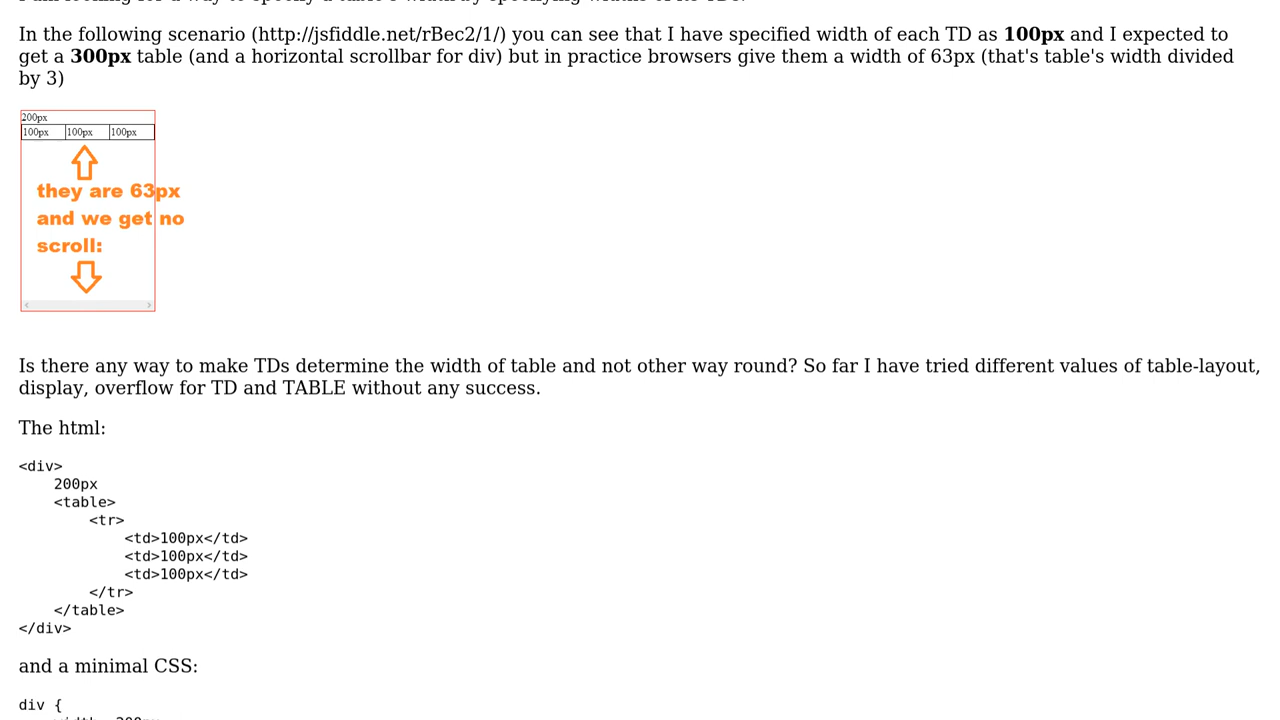 In the following scenario (http://jsfiddle.net/rBec2/1/) you can see that I have specified width of each TD as 100px and I expected to
get a 300px table (and a horizontal scrollbar for div) but in practice browsers give them a width of 63px (that's table's width divided
by 3)
200px
100px 100px 100px
they are 63px
and we get no
scroll:
Is there any way to make TDs determine the width of table and not other way round? So far I have tried different values of table-layout,
display, overflow for TD and TABLE without any success.
The html:
<div>
    200px
    <table>
        <tr>
            <td>100px</td>
            <td>100px</td>
            <td>100px</td>
        </tr>
    </table>
</div>
and a minimal CSS:
div {